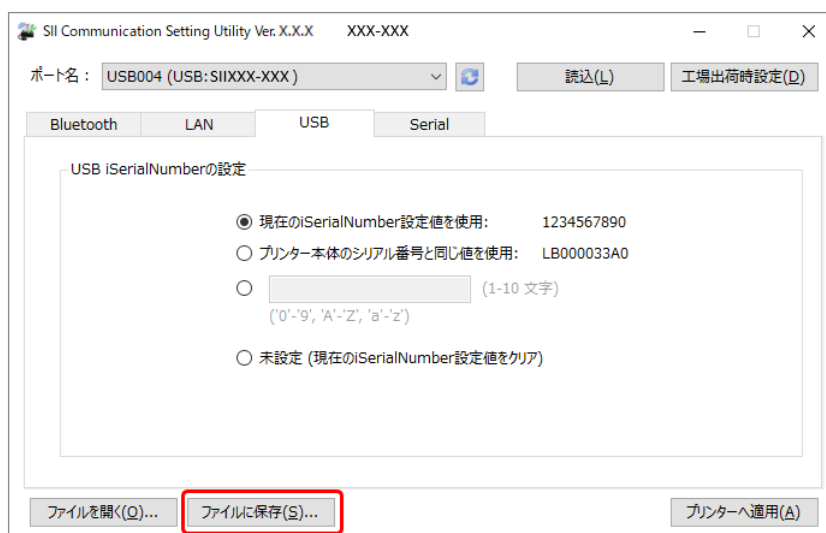 SII Communication Setting Utility Ver. X.X.X XXX-XXX
ポート名： USB004 (USB:SIIXXX-XXX ) 読込(L) 工場出荷時設定(D)
Bluetooth LAN USB Serial
USB iSerialNumberの設定
現在のiSerialNumber設定値を使用: 1234567890
プリンター本体のシリアル番号と同じ値を使用: LB000033A0
(1-10 文字)
('0'-'9', 'A'-'Z', 'a'-'z')
未設定 (現在のiSerialNumber設定値をクリア)
ファイルを開く(O)... ファイルに保存(S)... プリンターへ適用(A)